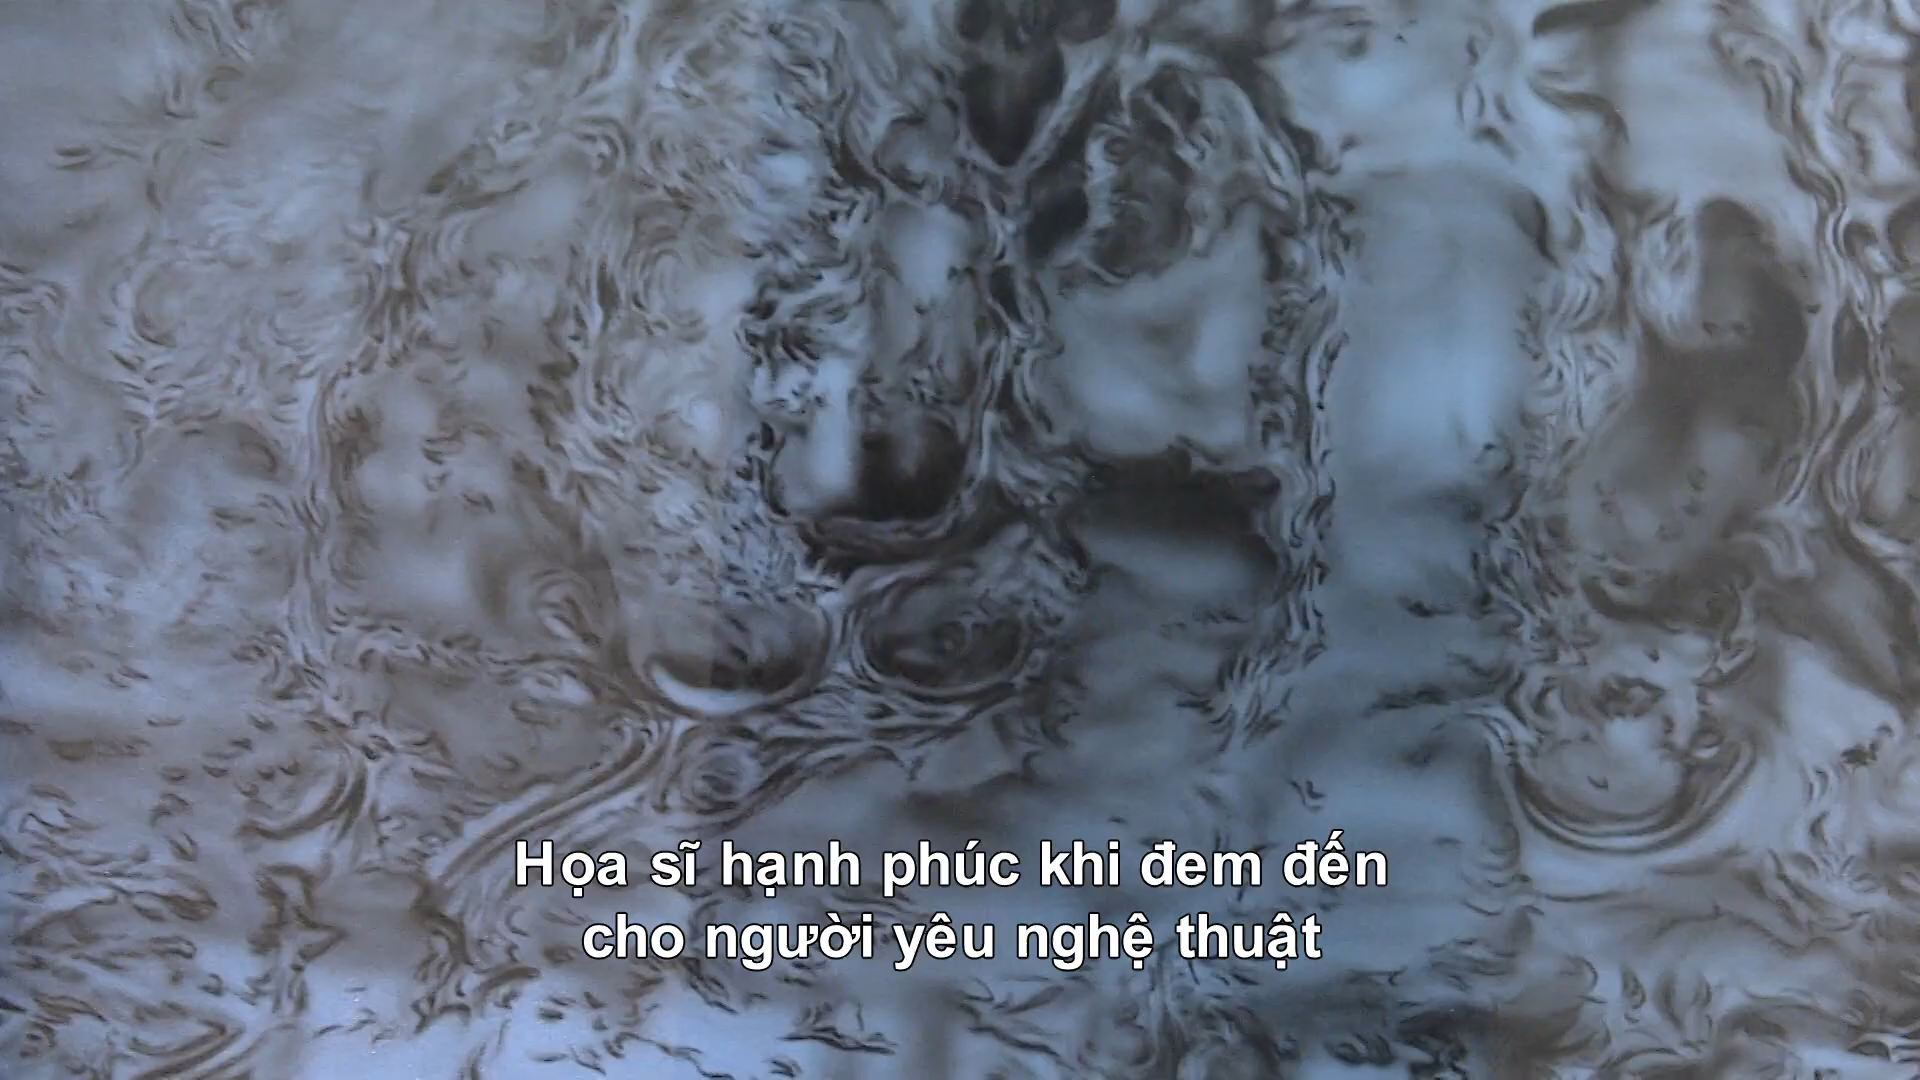 Họa sĩ hạnh phúc khi đem đến
cho người yêu nghệ thuật